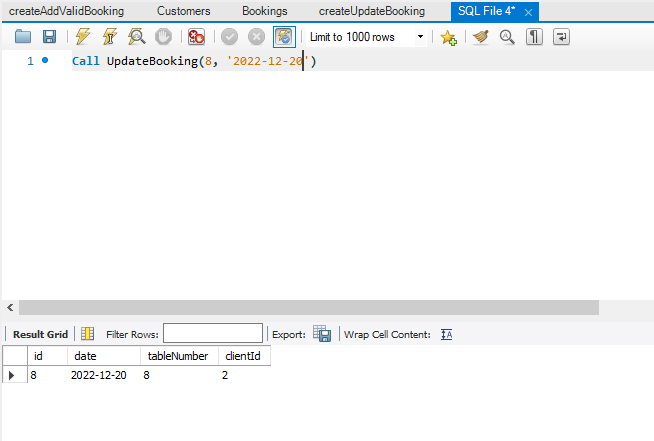 createAddValidBooking Customers Bookings createUpdateBooking SQL File 4*
Limit to 1000 rows
1 Call UpdateBooking(8, '2022-12-20')
Result Grid Filter Rows: Export: Wrap Cell Content:
id date tableNumber clientId
8 2022-12-20 8 2